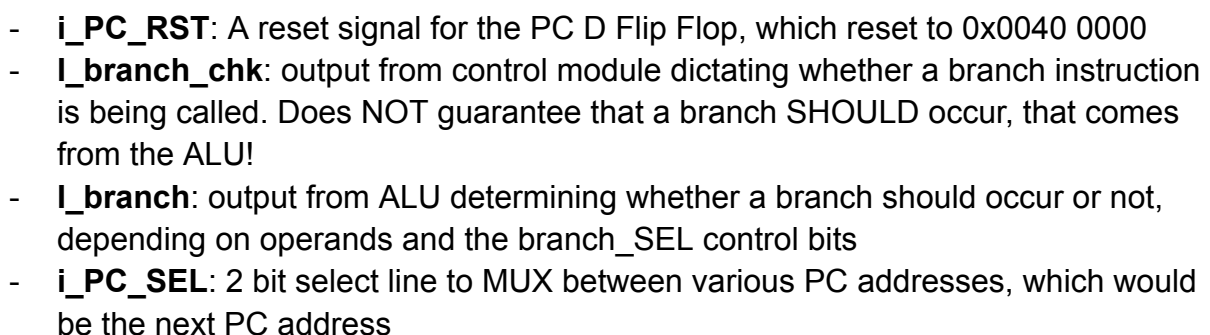 - i_PC_RST: A reset signal for the PC D Flip Flop, which reset to 0x0040 0000
- I_branch_chk: output from control module dictating whether a branch instruction
is being called. Does NOT guarantee that a branch SHOULD occur, that comes
from the ALU!
- I_branch: output from ALU determining whether a branch should occur or not,
depending on operands and the branch_SEL control bits
- i_PC_SEL: 2 bit select line to MUX between various PC addresses, which would
be the next PC address